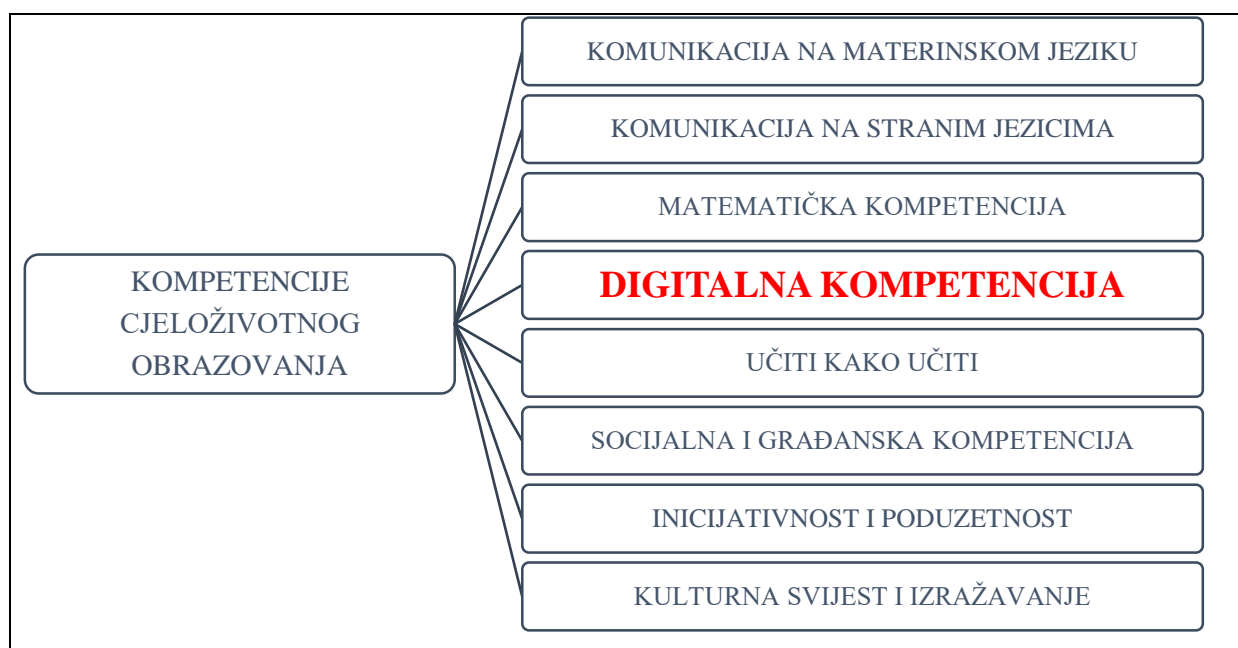 KOMPETENCIJE
CJELOŽIVOTNOG
OBRAZOVANJA
KOMUNIKACIJA NA MATERINSKOM JEZIKU
KOMUNIKACIJA NA STRANIM JEZICIMA
MATEMATIČKA KOMPETENCIJA
DIGITALNA KOMPETENCIJA
UČITI KAKO UČITI
SOCIJALNA I GRAĐANSKA KOMPETENCIJA
INICIJATIVNOST I PODUZETNOST
KULTURNA SVIJEST I IZRAŽAVANJE